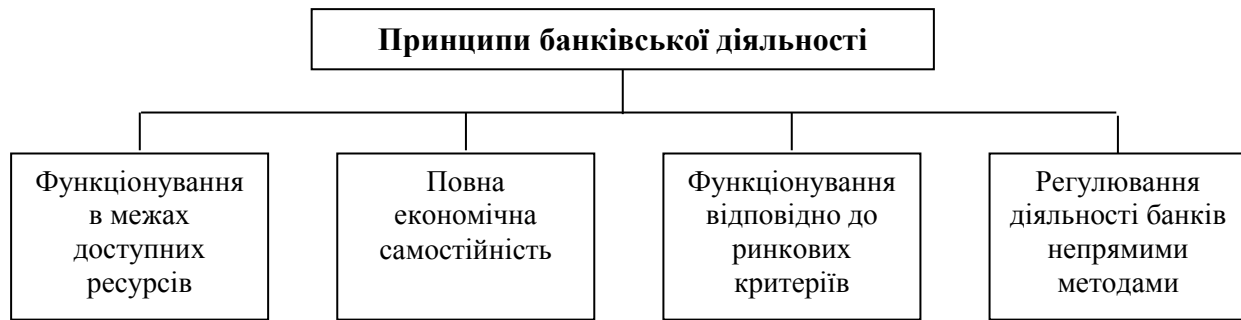 Принципи банківської діяльності
Функціонування
в межах
доступних
ресурсів
Повна
економічна
самостійність
Функціонування
відповідно до
ринкових
критеріїв
Регулювання
діяльності банків
непрямими
методами